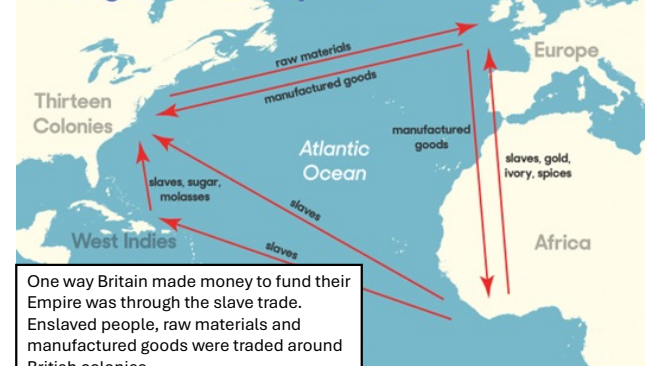 raw materials
manufactured goods
Europe
Thirteen
Colonies
manufactured
goods
Atlantic
Ocean
slaves, gold,
ivory, spices
slaves, sugar,
molasses
slaves
West Indies
slaves
Africa
One way Britain made money to fund their
Empire was through the slave trade.
Enslaved people, raw materials and
manufactured goods were traded around
British colonies